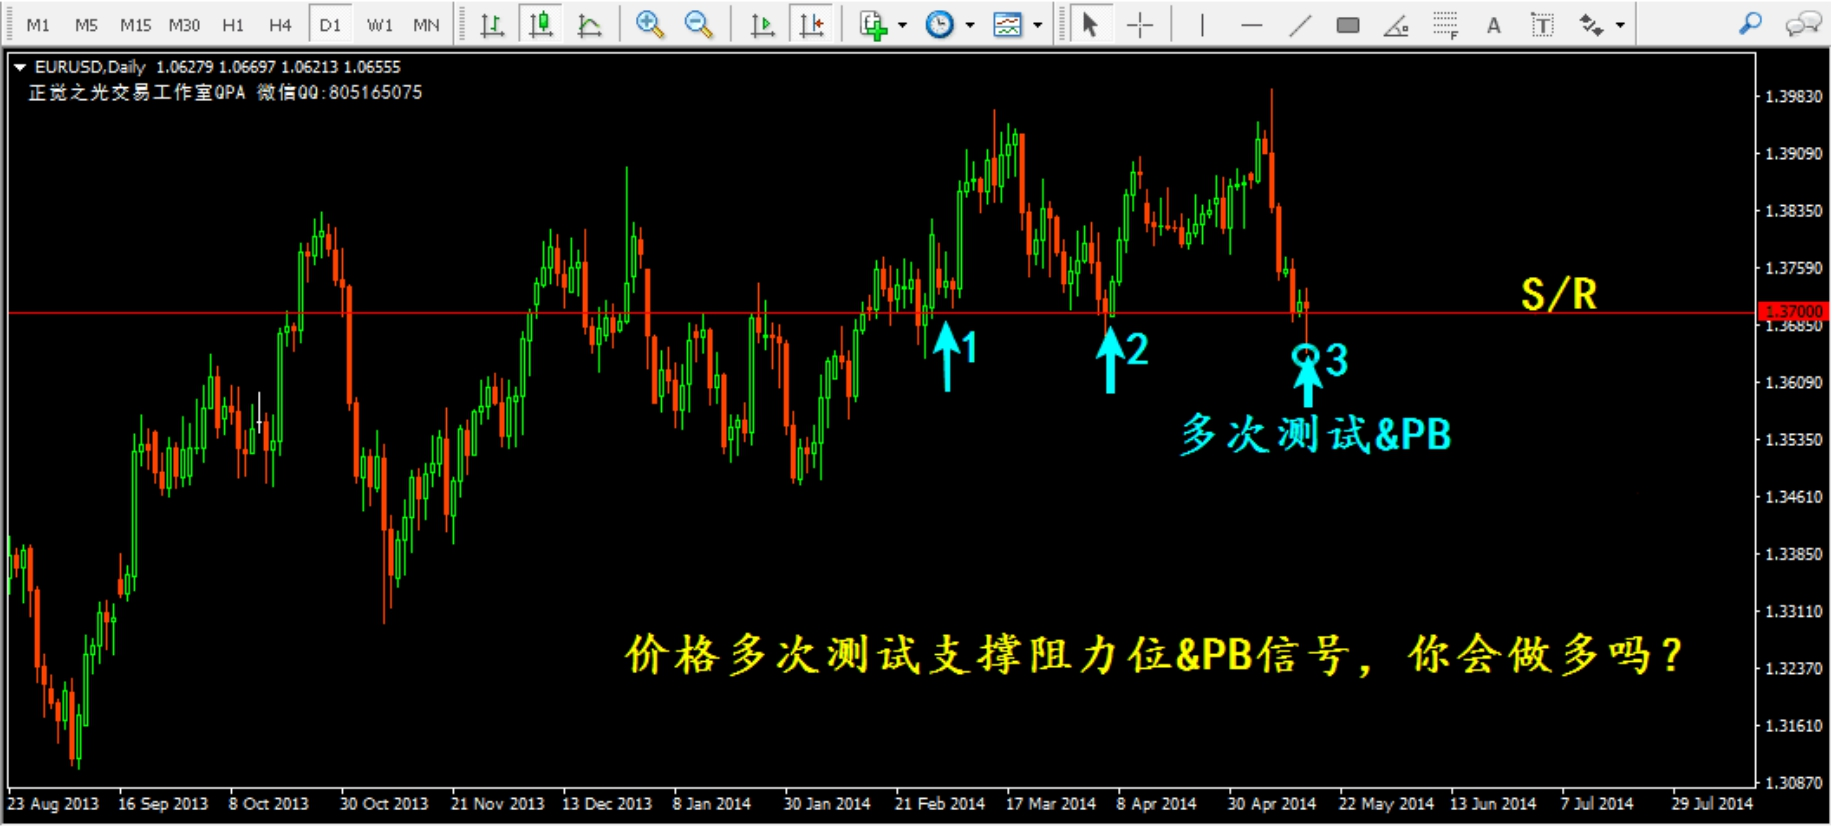 M1 M5 M15 M30 H1 H4 D1 W1 MN A T F
EURUSD,Daily 1.06279 1.06697 1.06213 1.06555
正觉之光交易工作室QPA 微信QQ:805165075
1.39830
1.39090
1.38350
1.37590
S/R
1.37000
1.36850
1 2 3
1.36090
多次测试&PB
1.35350
1.34610
1.33850
1.33110
价格多次测试支撑阻力位&PB信号，你会做多吗？
1.32370
1.31610
1.30870
23 Aug 2013 16 Sep 2013 8 Oct 2013 30 Oct 2013 21 Nov 2013 13 Dec 2013 8 Jan 2014 30 Jan 2014 21 Feb 2014 17 Mar 2014 8 Apr 2014 30 Apr 2014 22 May 2014 13 Jun 2014 7 Jul 2014 29 Jul 2014